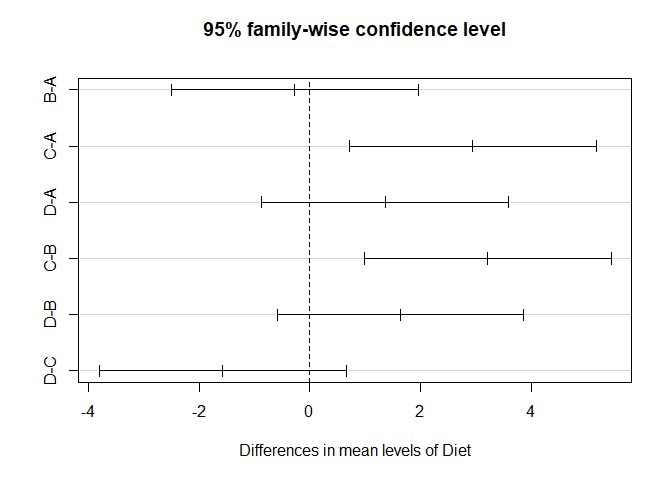 95% family-wise confidence level
B-A
C-A
D-A
C-B
D-B
D-C
-4 -2 0 2 4
Differences in mean levels of Diet